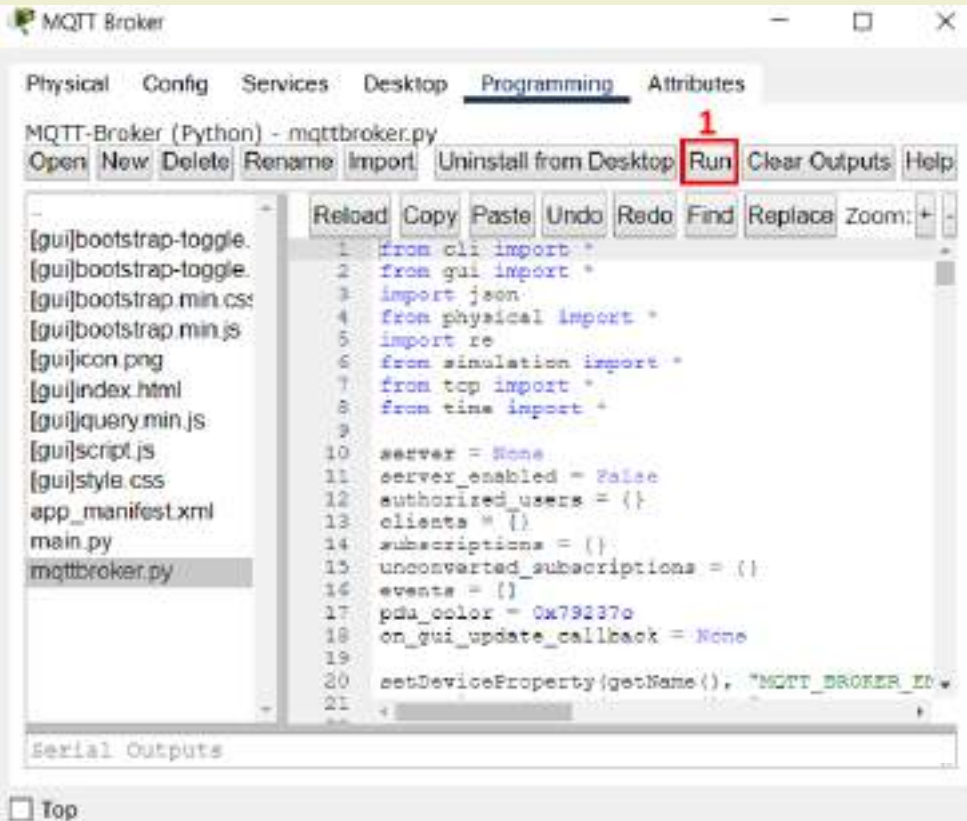 MQTT Broker
Physical Config Services Desktop Programming Attributes
1
MQTT-Broker (Python) - mqttbroker.py
Open New Delete Rename Import Uninstall from Desktop Run Clear Outputs Help
..
Reload Copy Paste Undo Redo Find Replace Zoom: + -
[gui]bootstrap-toggle.
[gui]bootstrap-toggle.
[gui]bootstrap.min.css
[gui]bootstrap.min.js
[gui]icon.png
[gui]index.html
[gui]jquery.min.js
[gui]script.js
[gui]style.css
app_manifest.xml
main.py
mqttbroker.py
1 from cli import *
2 from gui import *
3 import json
4 from physical import *
5 import re
6 from simulation import *
7 from tcp import *
8 from time import *
9
10 server = None
11 server_enabled = False
12 authorized_users = {}
13 clients = {}
14 subscriptions = {}
15 unconverted_subscriptions = {}
16 events = []
17 pdu_color =
18 on_gui_update_callback = None
19
20 setDeviceProperty(getName(), "MQTT_BROKER_
21
Serial Outputs
Top